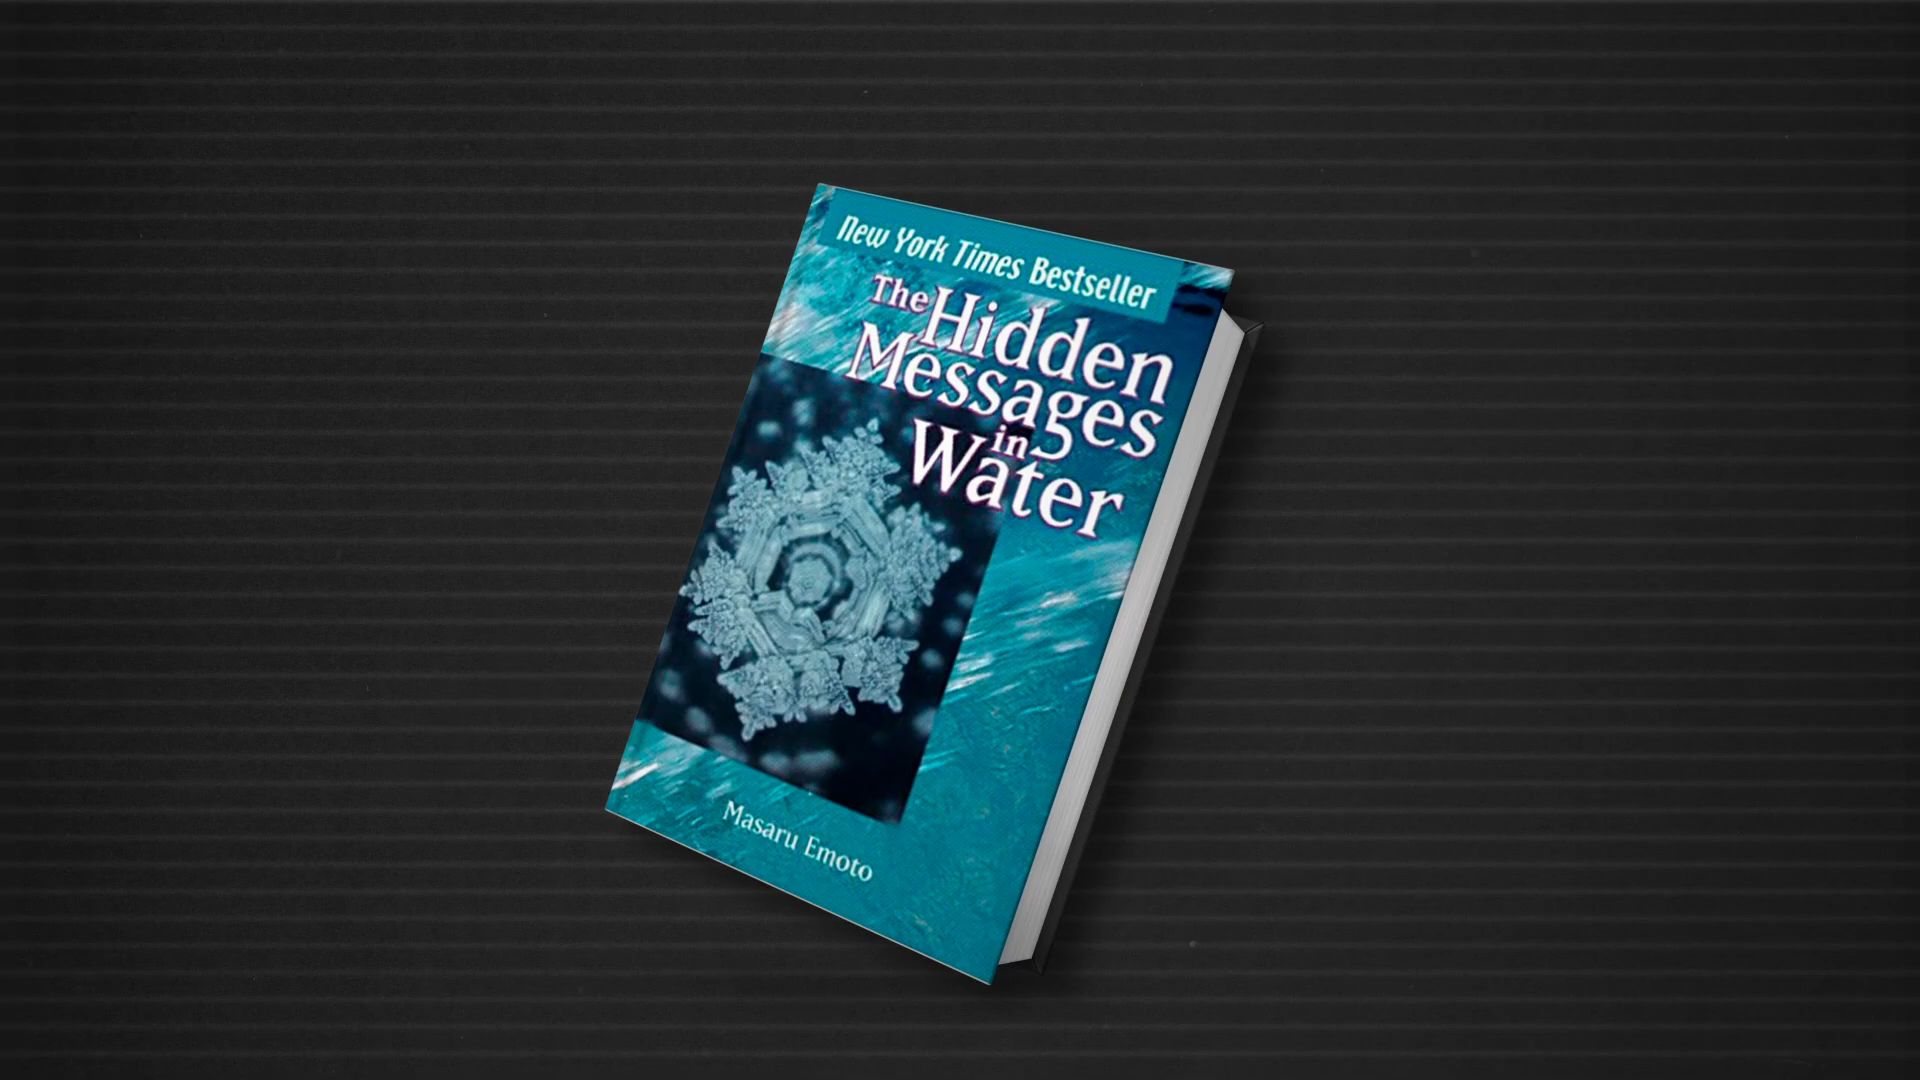 New York Times Bestseller
The Hidden
Messages
in
Water
Masaru Emoto